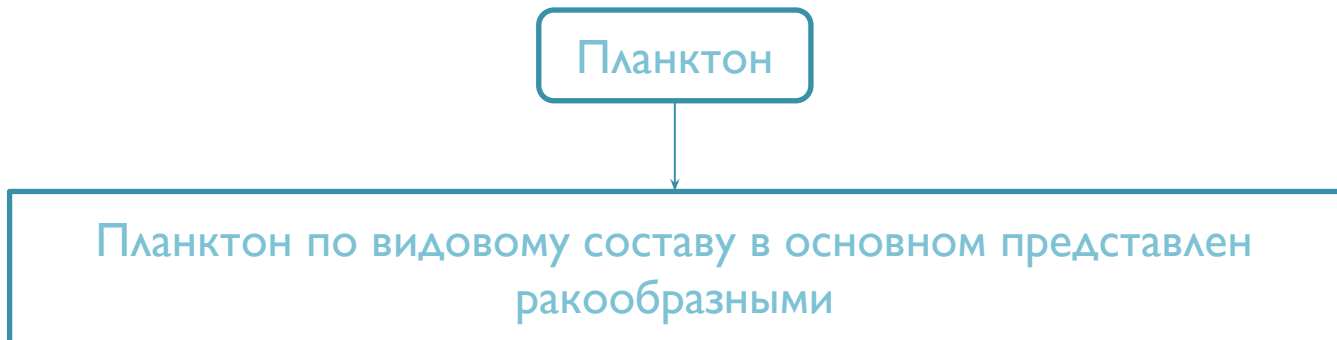 Планктон
Планктон по видовому составу в основном представлен
ракообразными